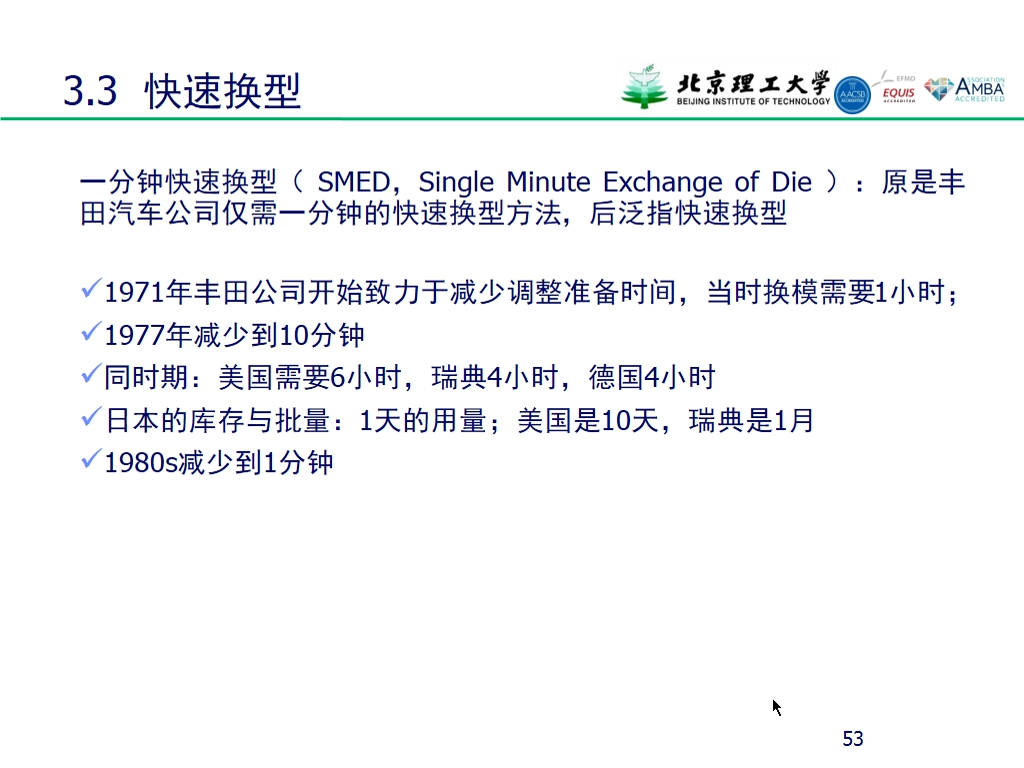 3.3 快速换型
北京理工大学
BEIJING INSTITUTE OF TECHNOLOGY
AACSB
ACCREDITED
EFMD
EQUIS
ACCREDITED
ASSOCIATION
AMBA
ACCREDITED
一分钟快速换型（ SMED，Single Minute Exchange of Die ）：原是丰
田汽车公司仅需一分钟的快速换型方法，后泛指快速换型
✓1971年丰田公司开始致力于减少调整准备时间，当时换模需要1小时；
✓1977年减少到10分钟
✓同时期：美国需要6小时，瑞典4小时，德国4小时
✓日本的库存与批量：1天的用量；美国是10天，瑞典是1月
✓1980s减少到1分钟
53